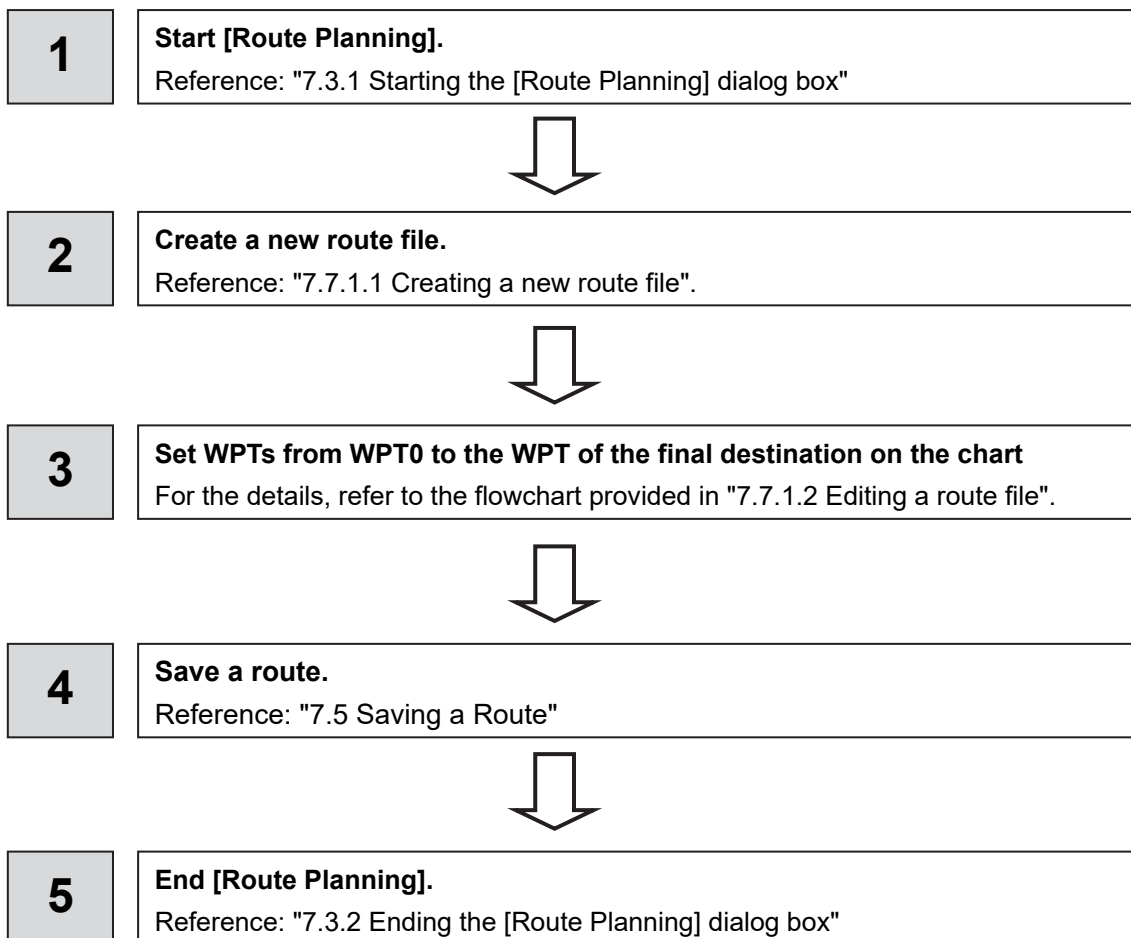 1
Start [Route Planning].
Reference: "7.3.1 Starting the [Route Planning] dialog box"
2
Create a new route file.
Reference: "7.7.1.1 Creating a new route file".
3
Set WPTs from WPT0 to the WPT of the final destination on the chart
For the details, refer to the flowchart provided in "7.7.1.2 Editing a route file".
4
Save a route.
Reference: "7.5 Saving a Route"
5
End [Route Planning].
Reference: "7.3.2 Ending the [Route Planning] dialog box"